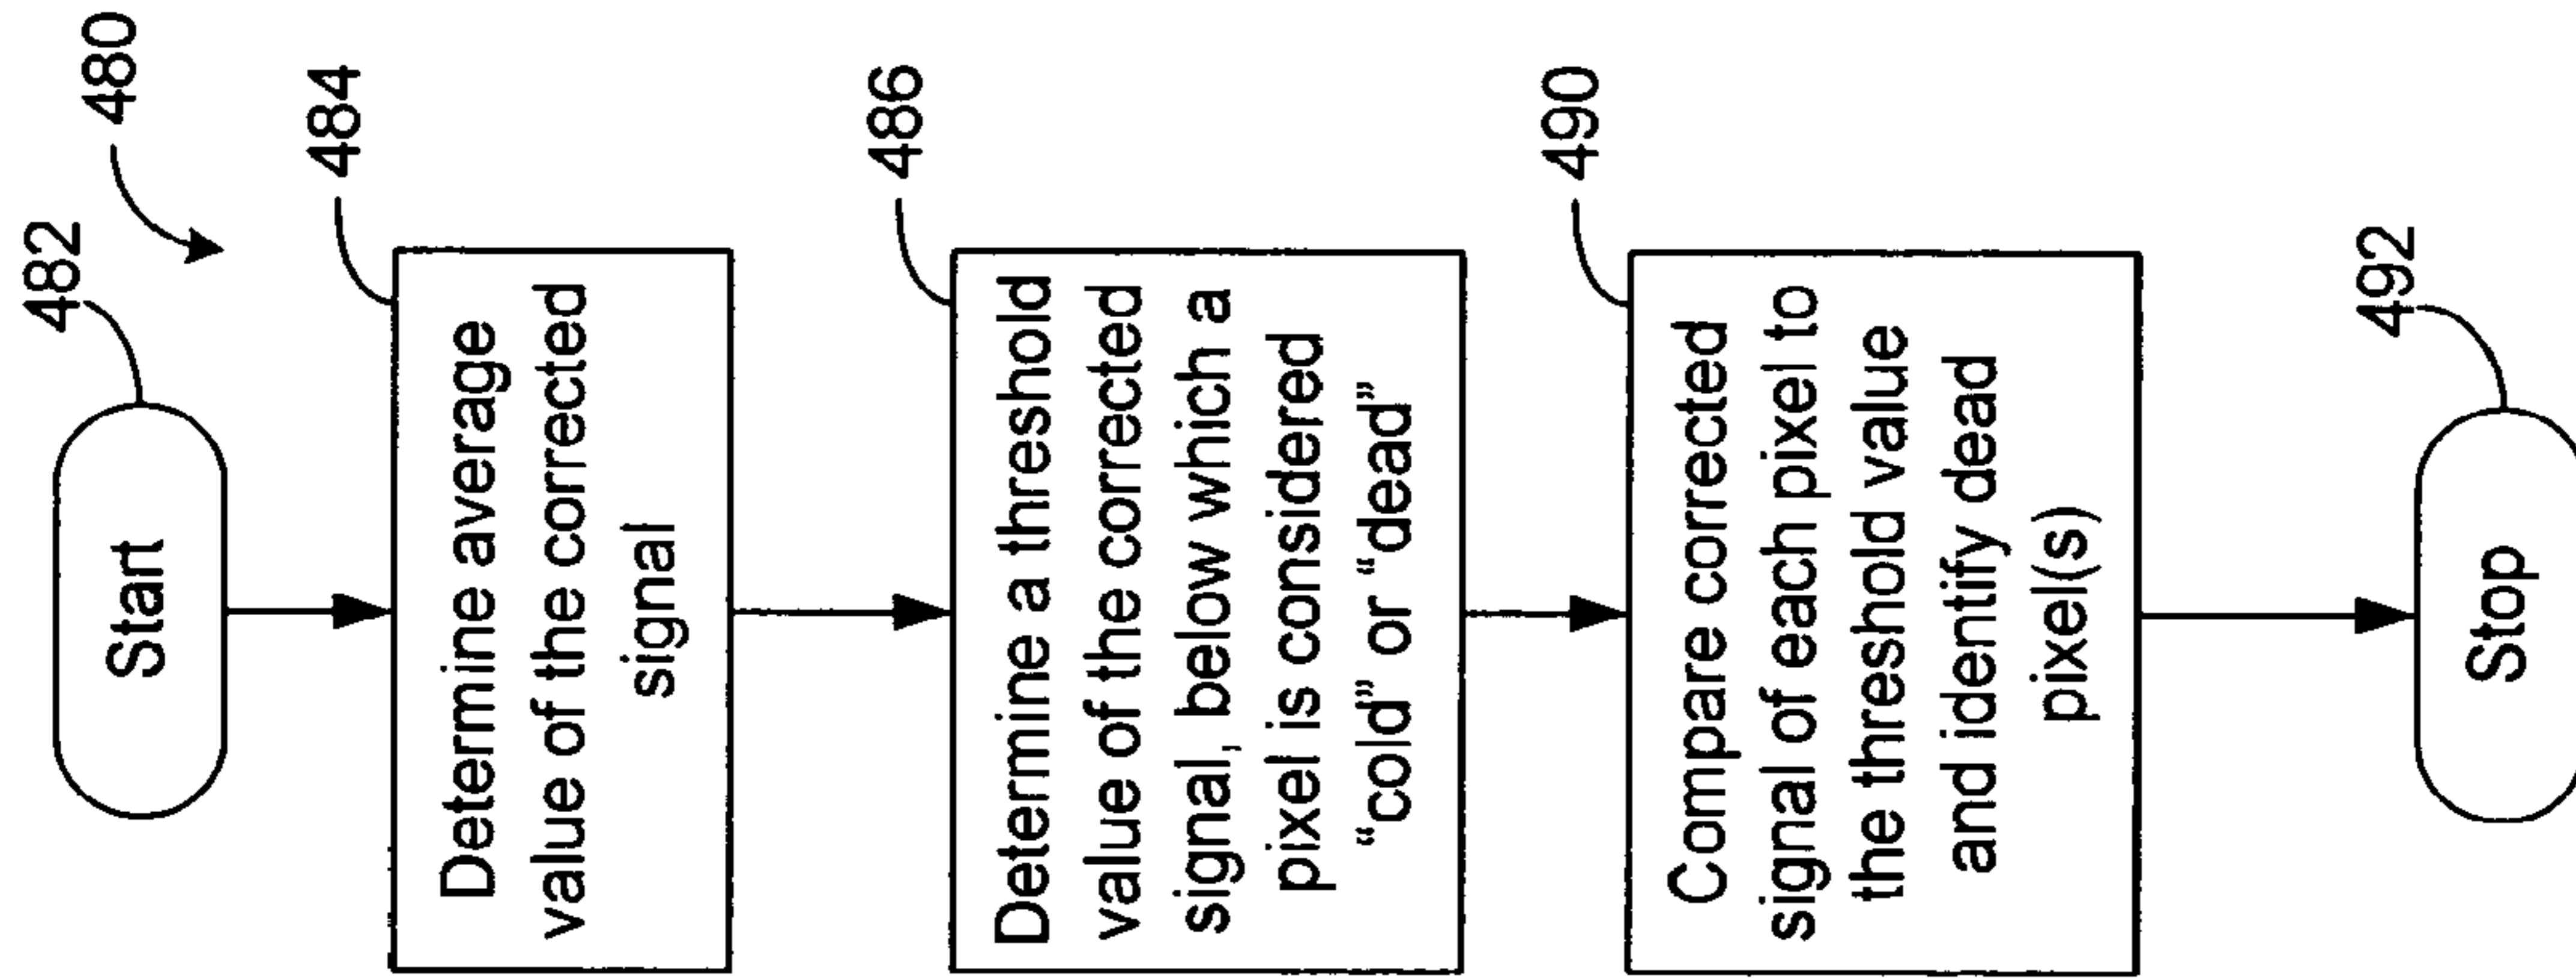 480
482
Start
484
Determine average
value of the corrected
signal
486
Determine a threshold
value of the corrected
signal, below which a
pixel is considered
“cold” or “dead”
490
Compare corrected
signal of each pixel to
the threshold value
and identify dead
pixel(s)
492
Stop